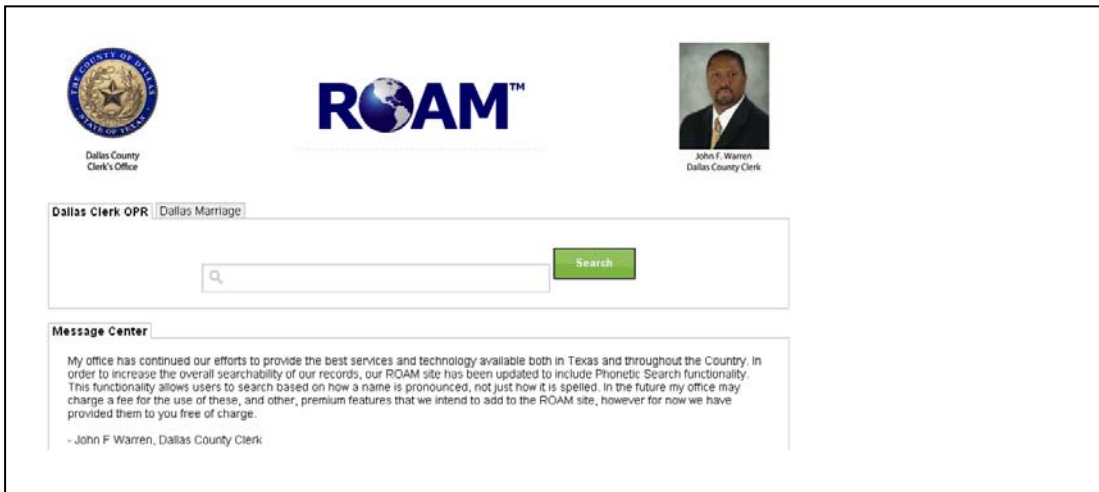 THE COUNTY OF DALLAS
STATE OF TEXAS
Dallas County
Clerk's Office
ROAM™
John F. Warren
Dallas County Clerk
Dallas Clerk OPR
Dallas Marriage
Search
Message Center
My office has continued our efforts to provide the best services and technology available both in Texas and throughout the Country. In
order to increase the overall searchability of our records, our ROAM site has been updated to include Phonetic Search functionality.
This functionality allows users to search based on how a name is pronounced, not just how it is spelled. In the future my office may
charge a fee for the use of these, and other, premium features that we intend to add to the ROAM site, however for now we have
provided them to you free of charge.
- John F Warren, Dallas County Clerk